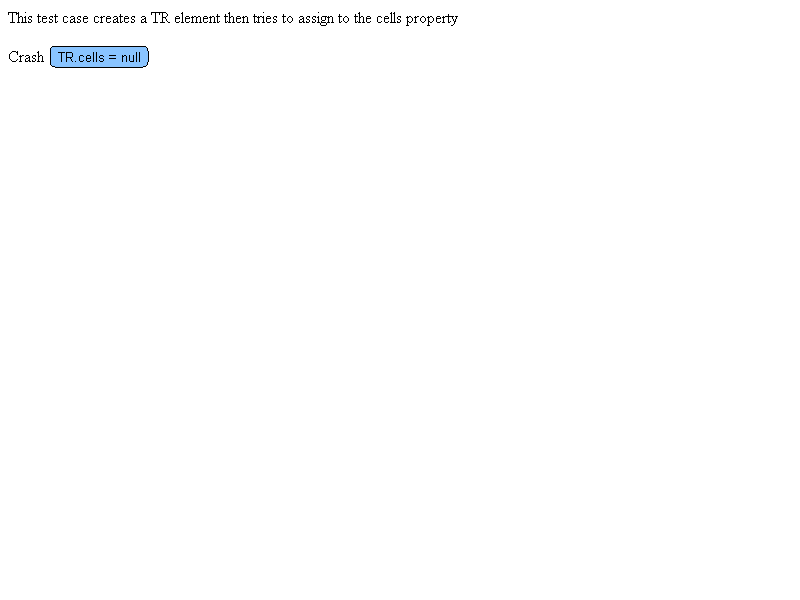 This test case creates a TR element then tries to assign to the cells property
Crash TR.cells = null